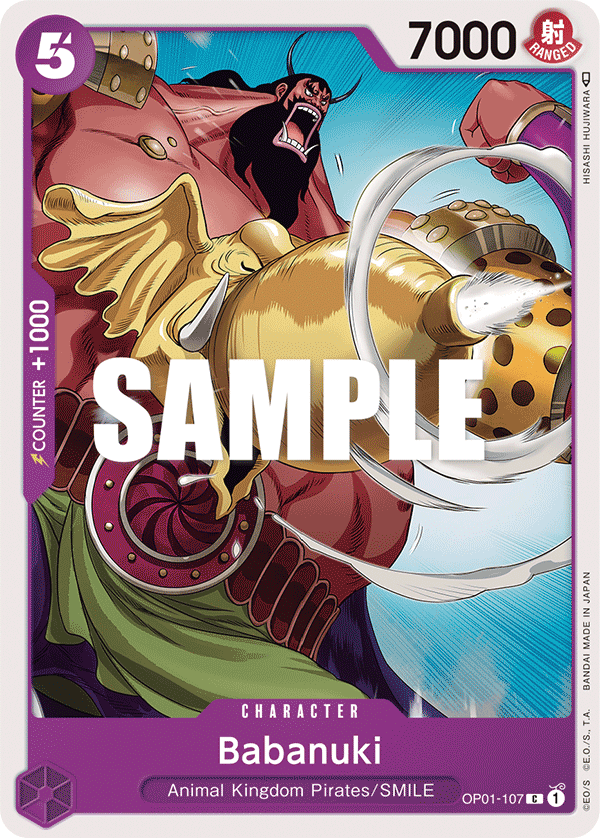 5
7000
射
RANGED
HISASHI HUJIWARA
COUNTER +1000
SAMPLE
CHARACTER
Babanuki
Animal Kingdom Pirates/SMILE
OP01-107 C 1
©EO/S ©E.O./S., T.A. BANDAI MADE IN JAPAN